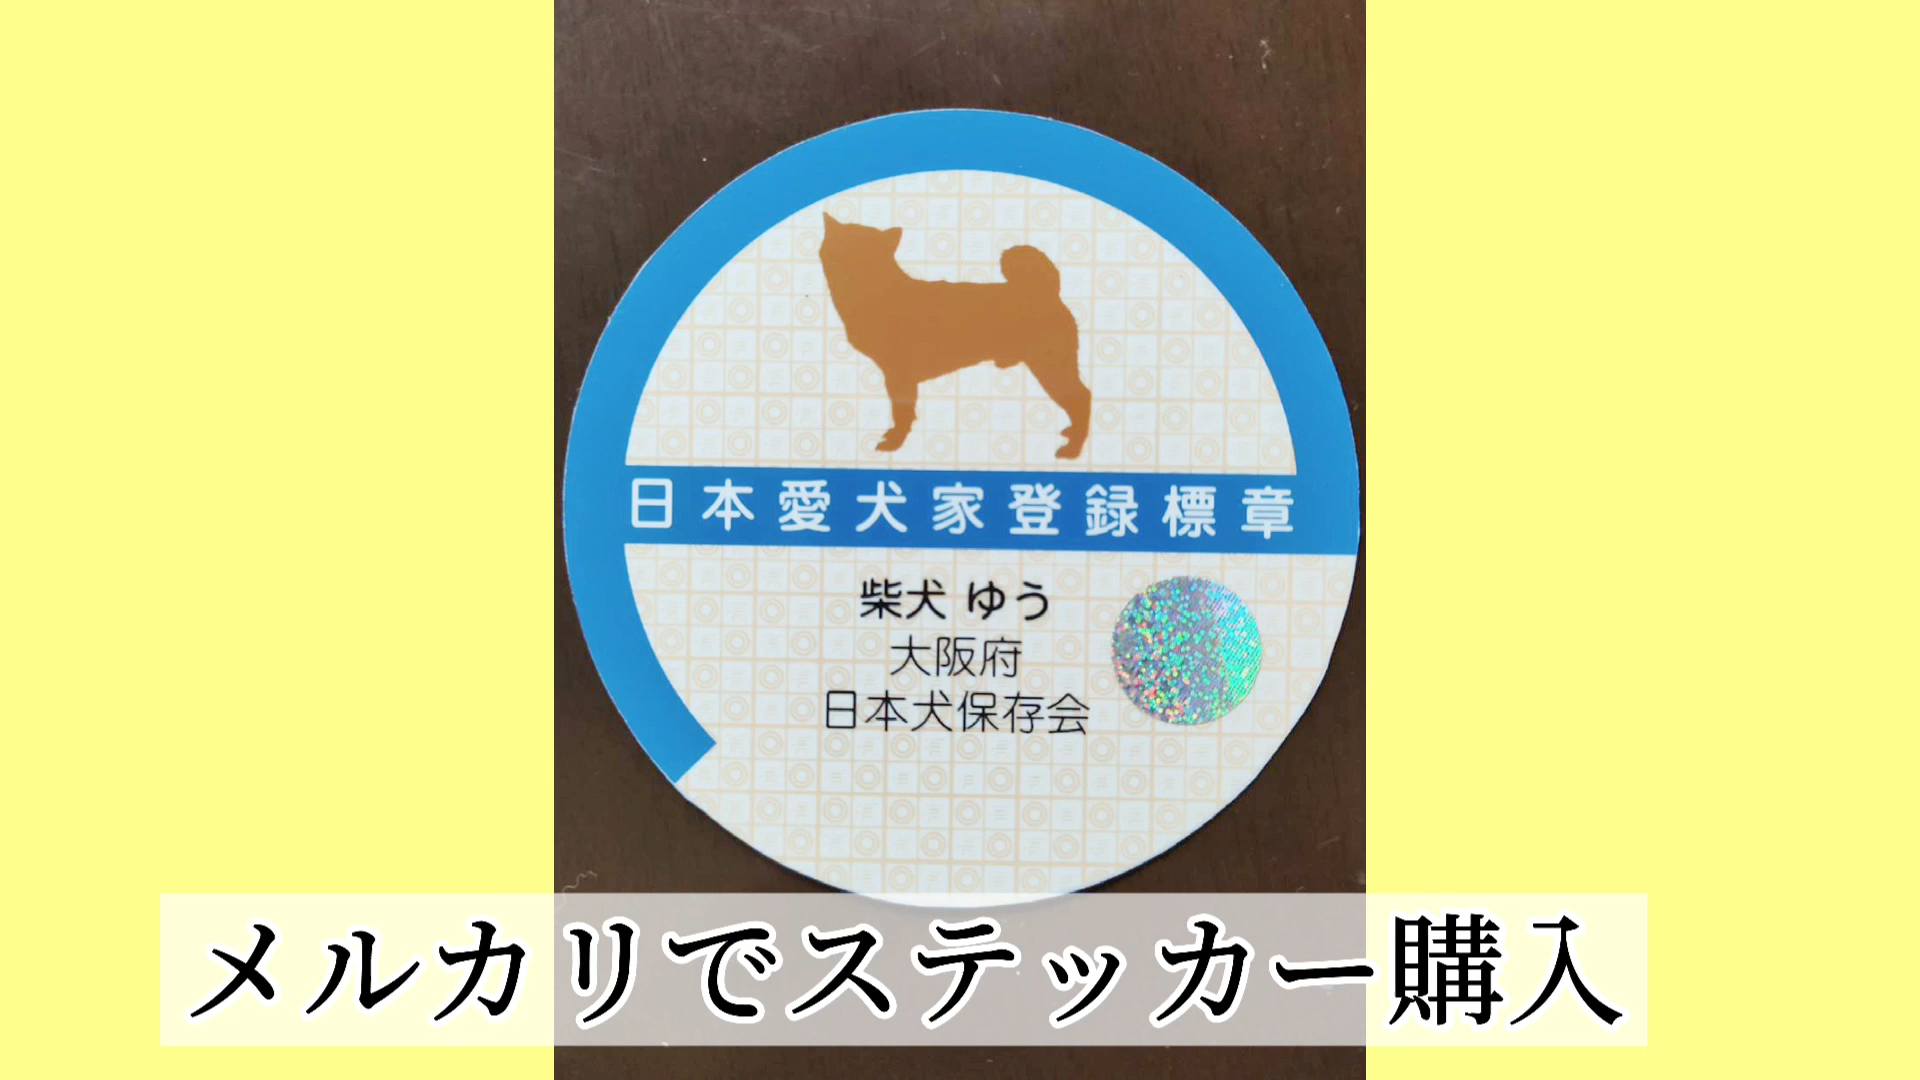 日本愛犬家登録標章
柴犬 ゆう
大阪府
日本犬保存会
メルカリでステッカー購入